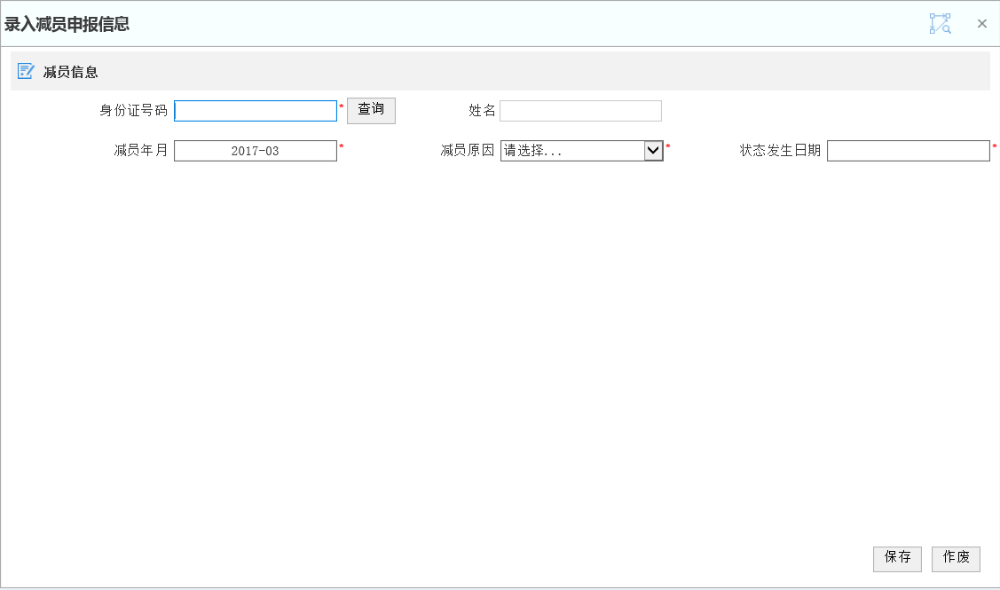 录入减员申报信息
减员信息
身份证号码 * 查询 姓名
减员年月 2017-03 * 减员原因 请选择... * 状态发生日期 *
保存 作废